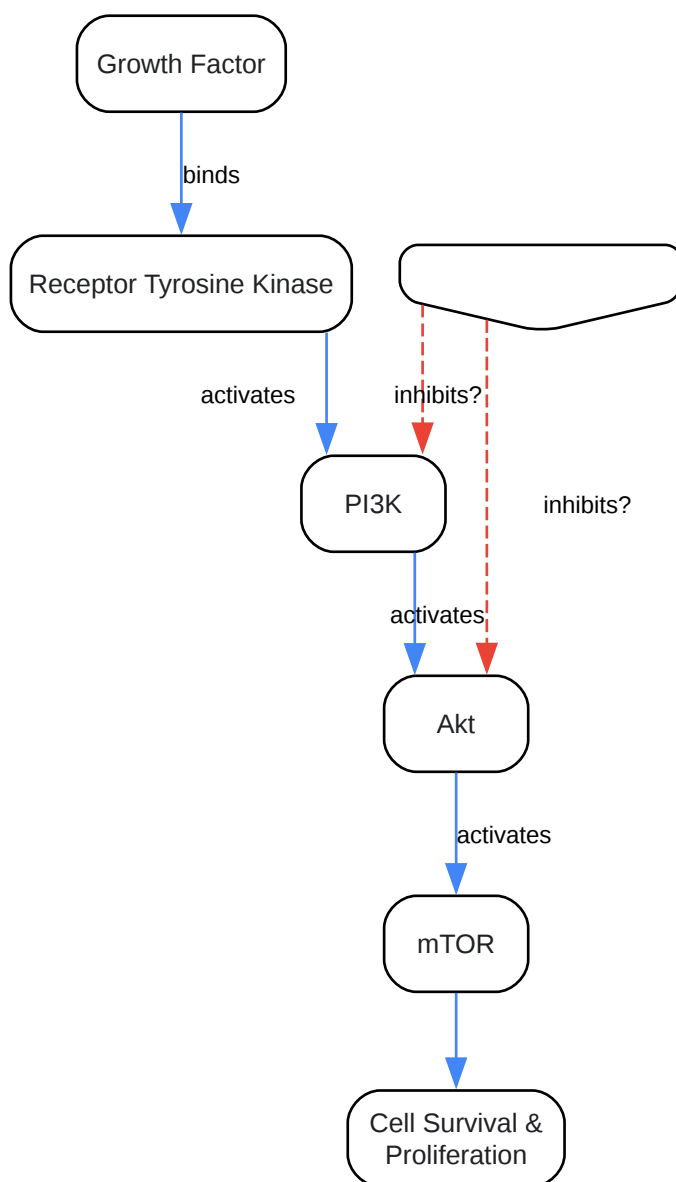 Growth Factor
binds
Receptor Tyrosine Kinase
activates
inhibits?
PI3K
inhibits?
activates
Akt
activates
mTOR
Cell Survival &
Proliferation